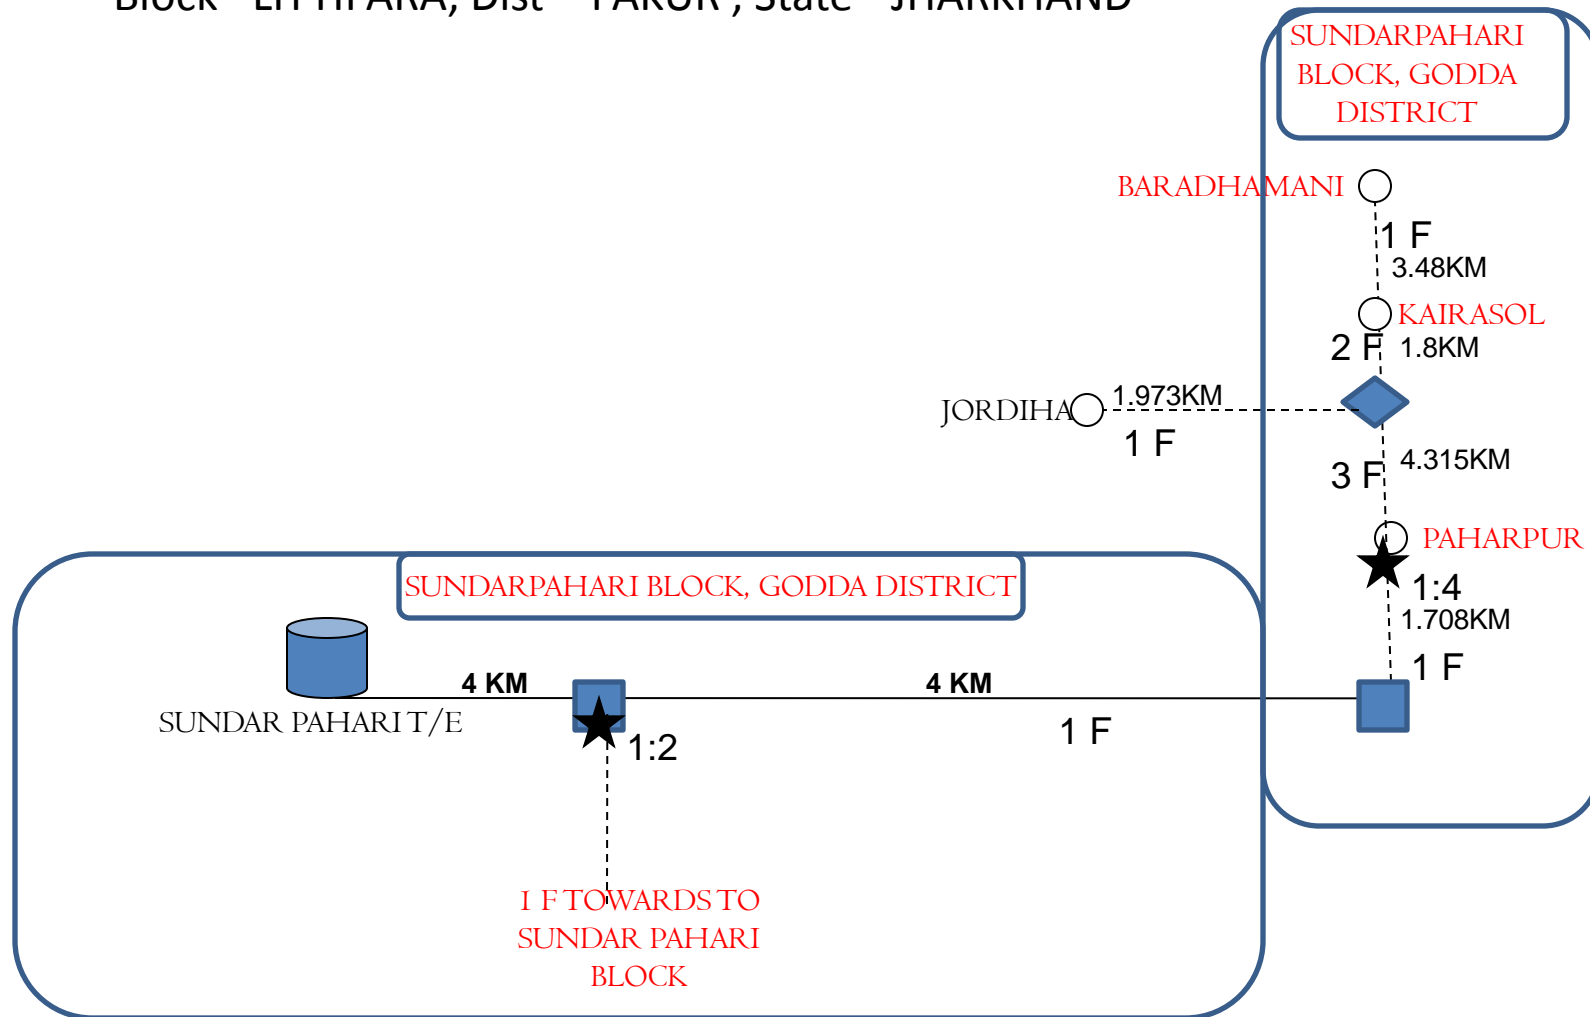 SUNDARPAHARI
BLOCK, GODDA
DISTRICT
BARADHAMANI
1 F
3.48KM
KAIRASOL
2 F
1.8KM
JORDIHA
1.973KM
1 F
3 F
4.315KM
PAHARPUR
1:4
1.708KM
1 F
SUNDARPAHARI BLOCK, GODDA DISTRICT
4 KM
4 KM
SUNDAR PAHARI T/E
1:2
1 F
1 F TOWARDS TO
SUNDAR PAHARI
BLOCK